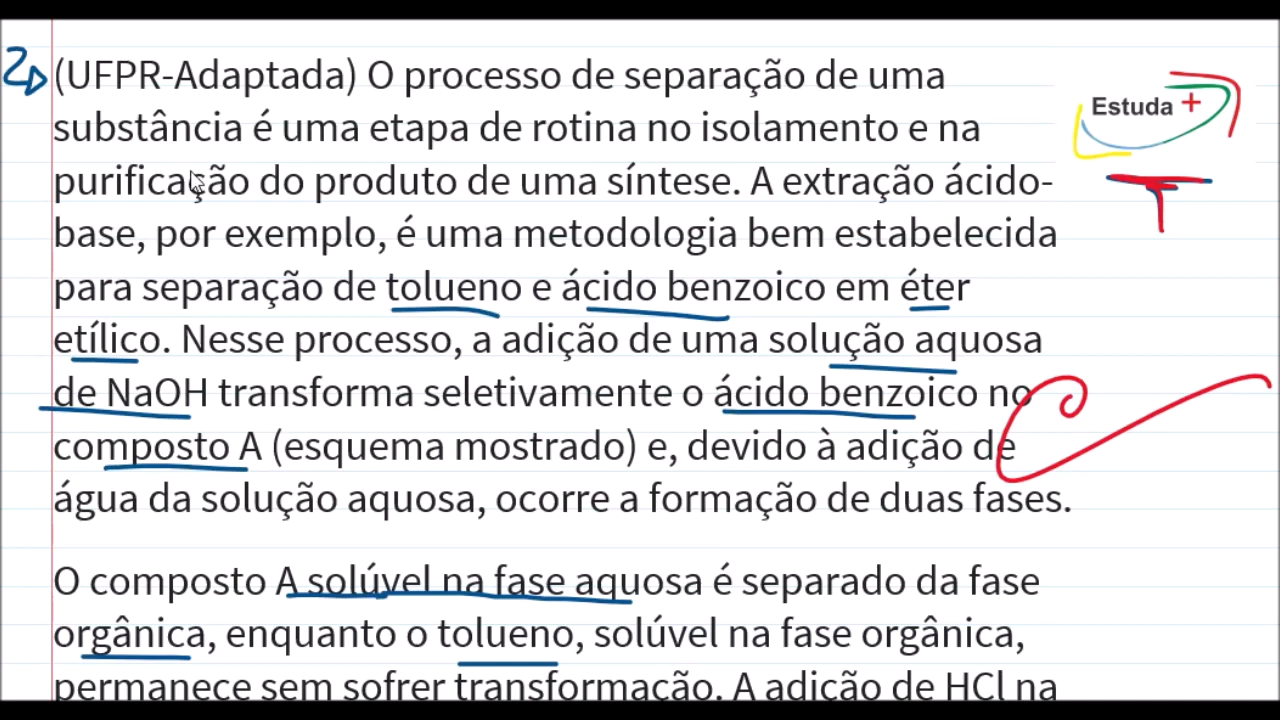 2
(UFPR-Adaptada) O processo de separação de uma
substância é uma etapa de rotina no isolamento e na
purificação do produto de uma síntese. A extração ácido-
base, por exemplo, é uma metodologia bem estabelecida
para separação de tolueno e ácido benzoico em éter
etílico. Nesse processo, a adição de uma solução aquosa
de NaOH transforma seletivamente o ácido benzoico no
composto A (esquema mostrado) e, devido à adição de
água da solução aquosa, ocorre a formação de duas fases.
O composto A solúvel na fase aquosa é separado da fase
orgânica, enquanto o tolueno, solúvel na fase orgânica,
permanece sem sofrer transformação. A adição de HCl na
Estuda +